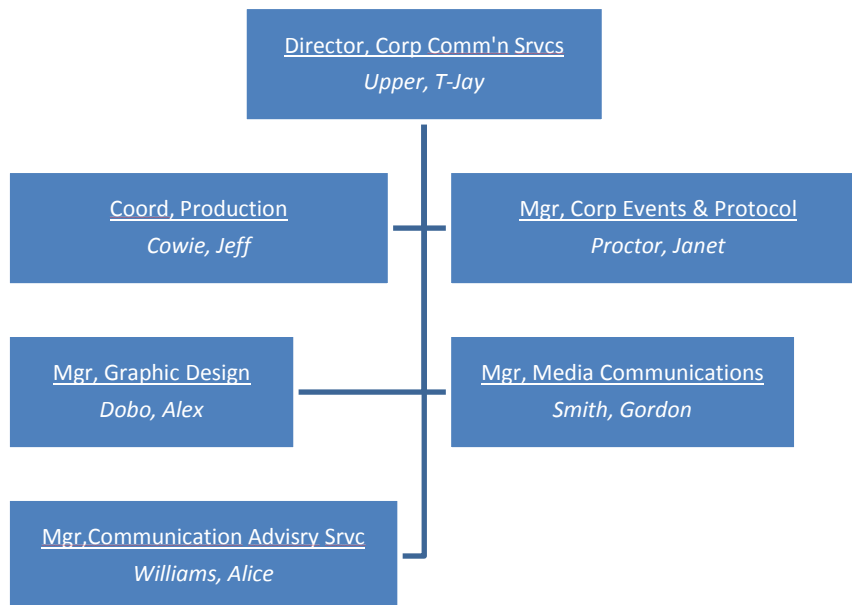 Director, Corp Comm'n Srvcs
Upper, T-Jay
Coord, Production
Cowie, Jeff
Mgr, Corp Events & Protocol
Proctor, Janet
Mgr, Graphic Design
Dobo, Alex
Mgr, Media Communications
Smith, Gordon
Mgr,Communication Advisry Srvc
Williams, Alice